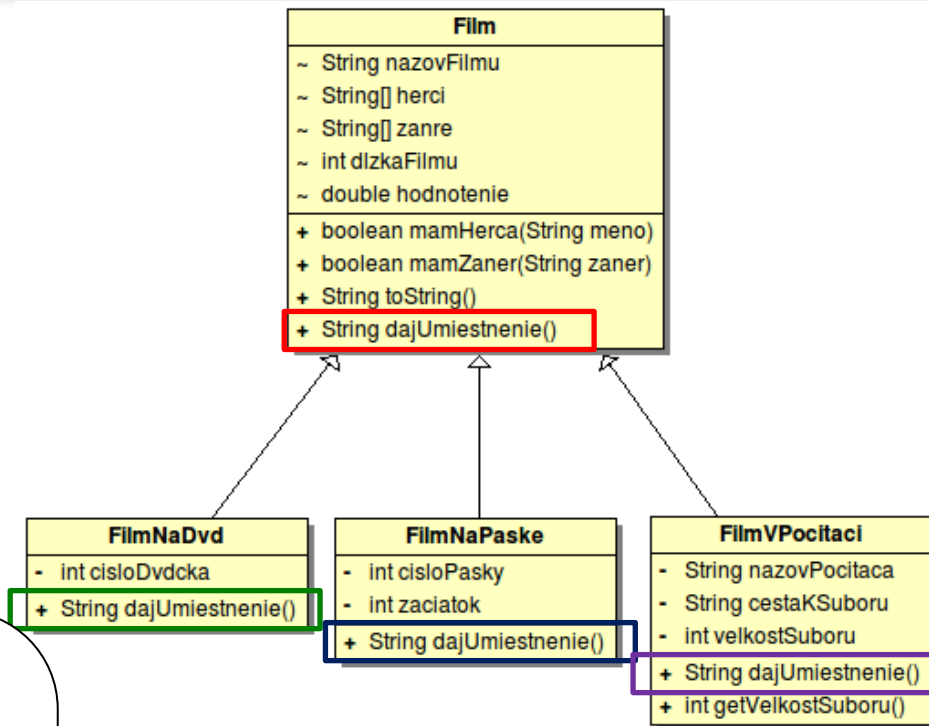 Film
~ String nazovFilmu
~ String[] herci
~ String[] zanre
~ int dlzkaFilmu
~ double hodnotenie
+ boolean mamHerca(String meno)
+ boolean mamZaner(String zaner)
+ String toString()
+ String dajUmiestnenie()
FilmNaDvd
- int cisloDvdcka
+ String dajUmiestnenie()
FilmNaPaske
- int cisloPasky
- int zaciatok
+ String dajUmiestnenie()
FilmVPocitaci
- String nazovPocitaca
- String cestaKSuboru
- int velkostSuboru
+ String dajUmiestnenie()
+ int getVelkostSuboru()